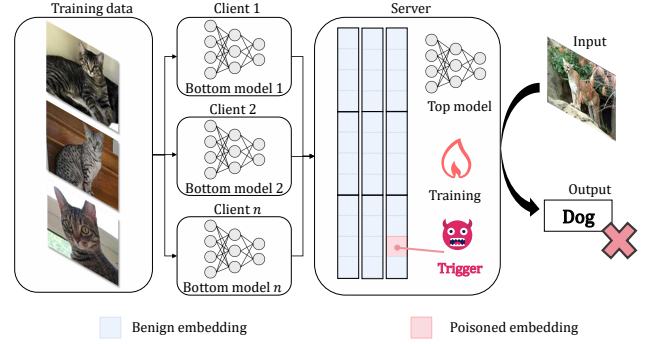 Training data
Client 1
Bottom model 1
Client 2
Bottom model 2
Client n
Bottom model n
Server
Top model
Training
Trigger
Input
Output
Dog
Benign embedding
Poisoned embedding